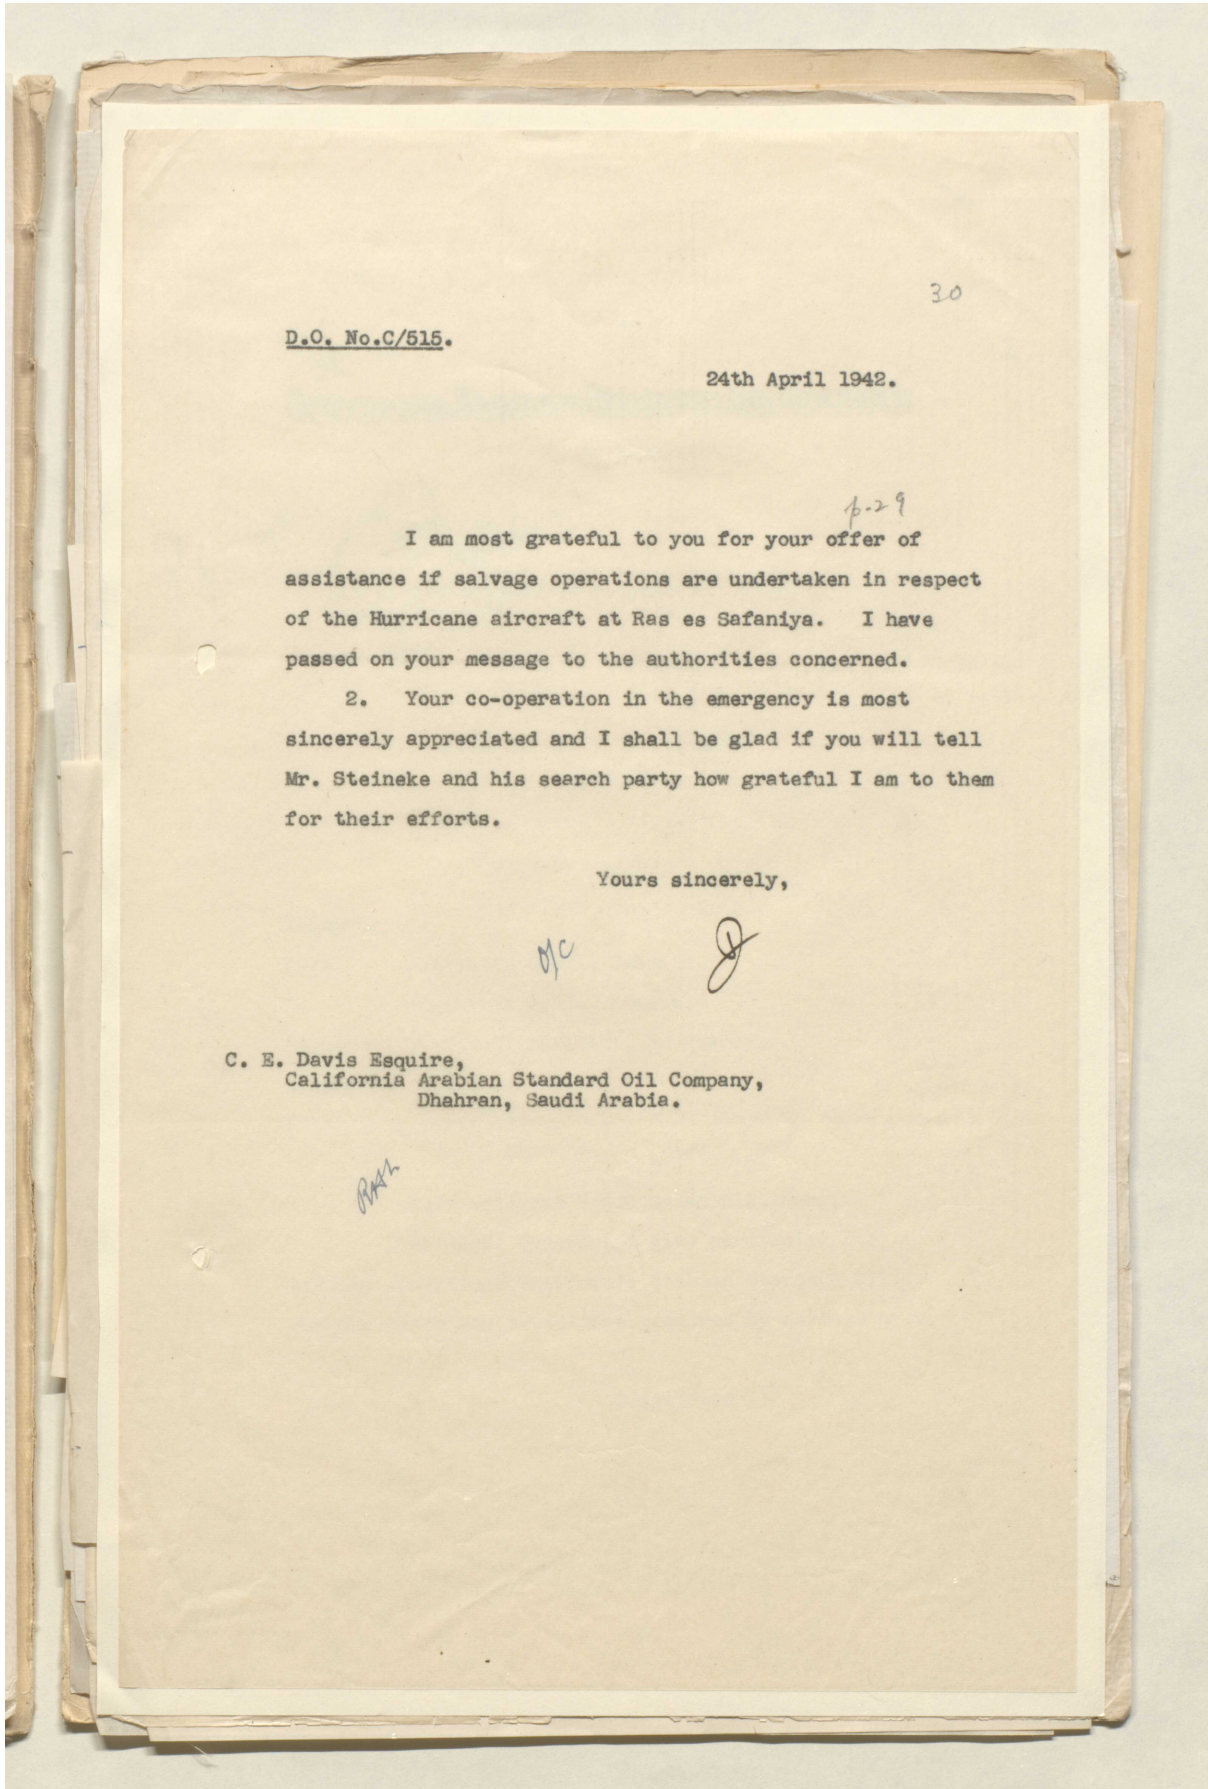 30
D.O. No.C/515.
24th April 1942.
p.29
I am most grateful to you for your offer of
assistance if salvage operations are undertaken in respect
of the Hurricane aircraft at Ras es Safaniya. I have
passed on your message to the authorities concerned.
2. Your co-operation in the emergency is most
sincerely appreciated and I shall be glad if you will tell
Mr. Steineke and his search party how grateful I am to them
for their efforts.
Yours sincerely,
O/C
C. E. Davis Esquire,
California Arabian Standard Oil Company,
Dhahran, Saudi Arabia.